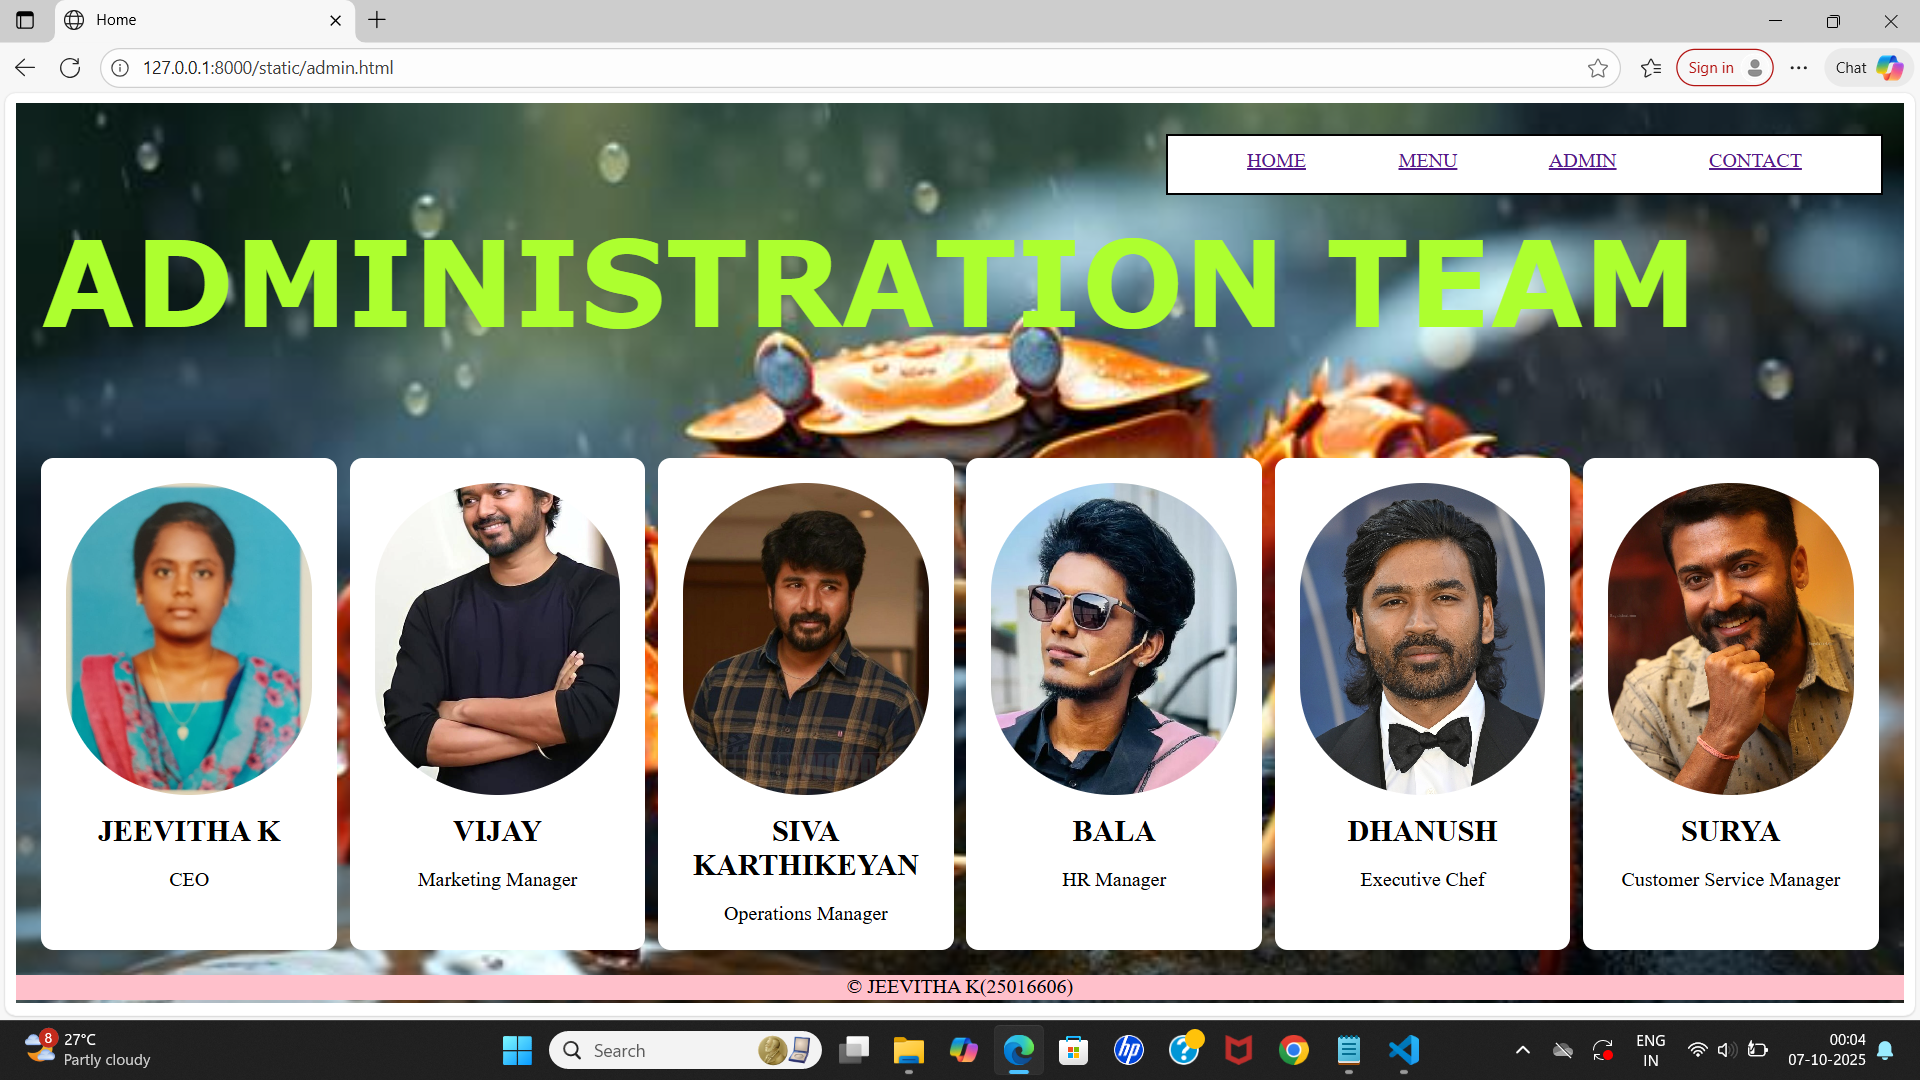 Home
127.0.0.1:8000/static/admin.html
Sign in
Chat
HOME MENU ADMIN CONTACT
ADMINISTRATION TEAM
JEEVITHA K
CEO
VIJAY
Marketing Manager
SIVA
KARTHIKEYAN
Operations Manager
BALA
HR Manager
DHANUSH
Executive Chef
SURYA
Customer Service Manager
© JEEVITHA K(25016606)
8
27°C
Partly cloudy
Search
hp
?
ENG
IN
00:04
07-10-2025